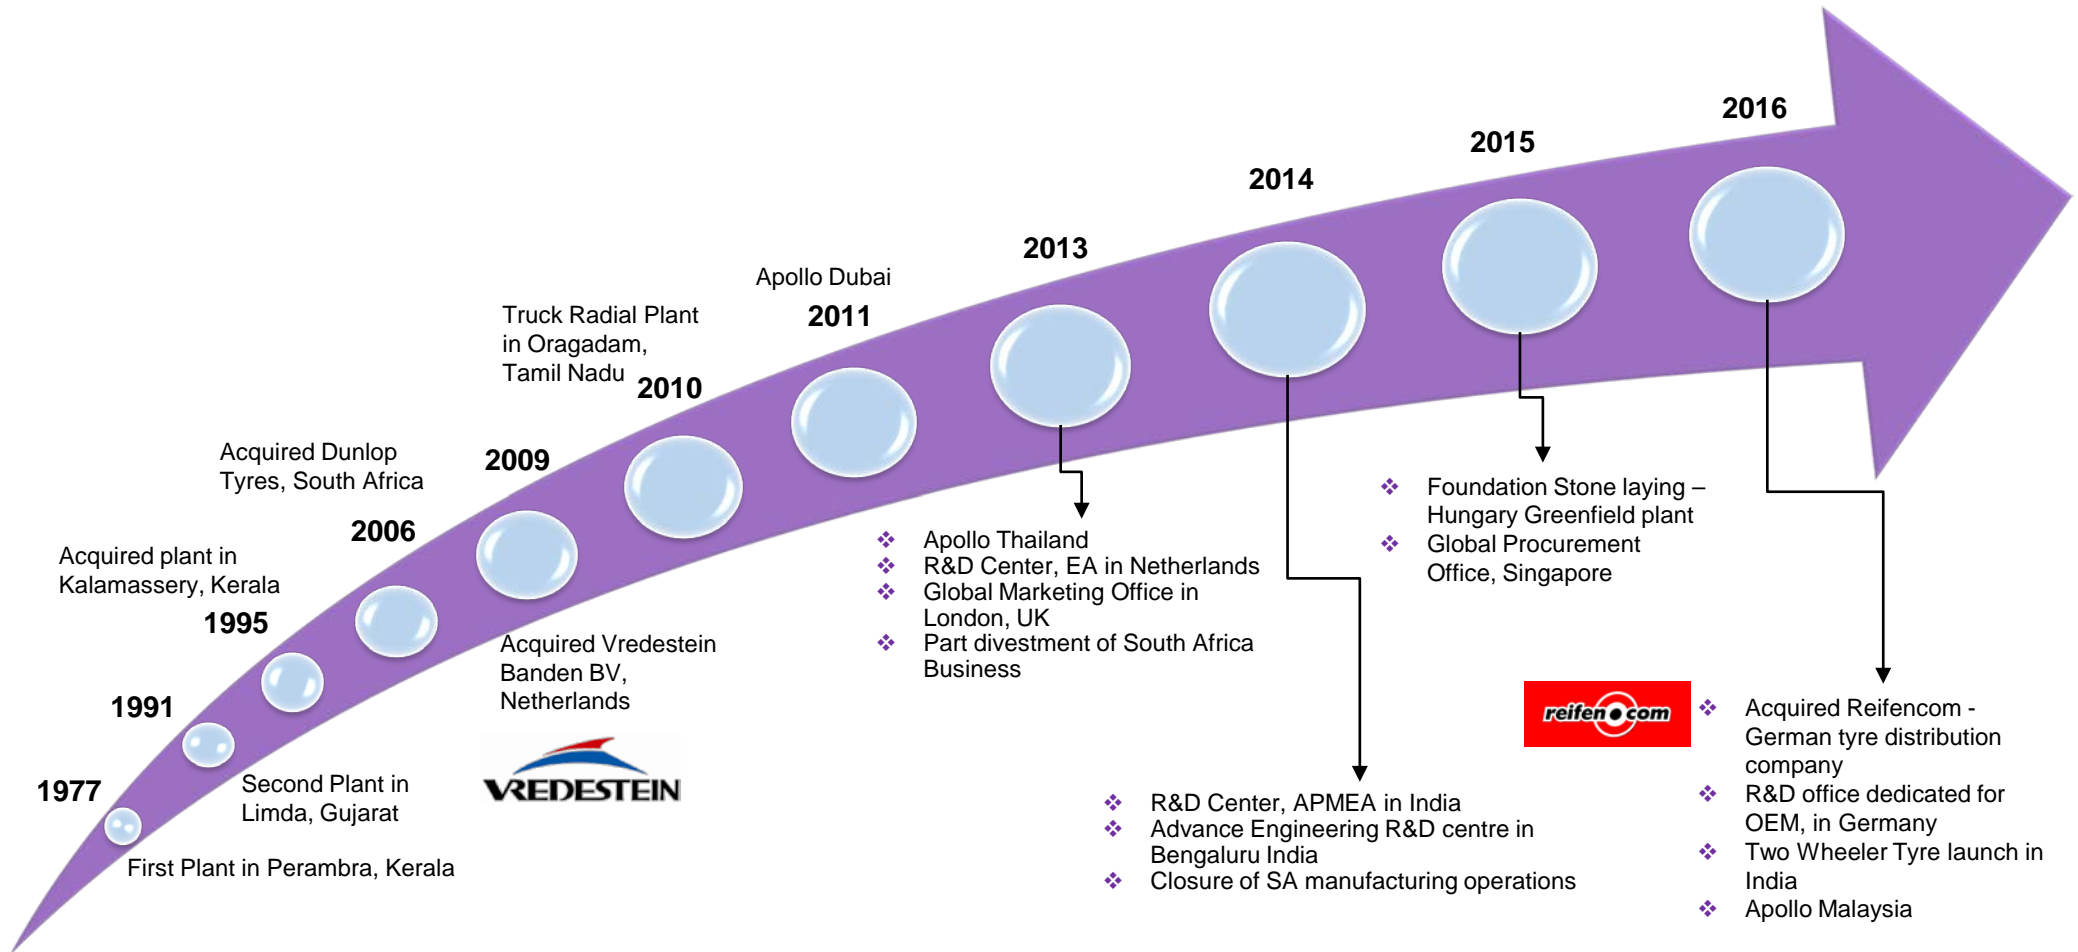 1977
First Plant in Perambra, Kerala
1991
Second Plant in
Limda, Gujarat
1995
Acquired plant in
Kalamassery, Kerala
2006
Acquired Dunlop
Tyres, South Africa
2009
Acquired Vredestein
Banden BV,
Netherlands
VREDESTEIN
2010
Truck Radial Plant
in Oragadam,
Tamil Nadu
2011
Apollo Dubai
2013
❖ Apollo Thailand
❖ R&D Center, EA in Netherlands
❖ Global Marketing Office in
London, UK
❖ Part divestment of South Africa
Business
2014
❖ R&D Center, APMEA in India
❖ Advance Engineering R&D centre in
Bengaluru India
❖ Closure of SA manufacturing operations
2015
❖ Foundation Stone laying –
Hungary Greenfield plant
❖ Global Procurement
Office, Singapore
2016
reifen.com
❖ Acquired Reifencom -
German tyre distribution
company
❖ R&D office dedicated for
OEM, in Germany
❖ Two Wheeler Tyre launch in
India
❖ Apollo Malaysia